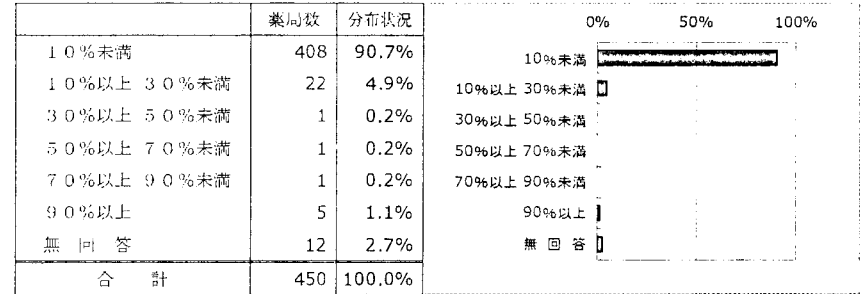 薬局数 分布状況
１０％未満 408 90.7%
１０％以上 ３０％未満 22 4.9%
３０％以上 ５０％未満 1 0.2%
５０％以上 ７０％未満 1 0.2%
７０％以上 ９０％未満 1 0.2%
９０％以上 5 1.1%
無 回 答 12 2.7%
合 計 450 100.0%
0% 50% 100%
10%未満
10%以上 30%未満
30%以上 50%未満
50%以上 70%未満
70%以上 90%未満
90%以上
無 回 答